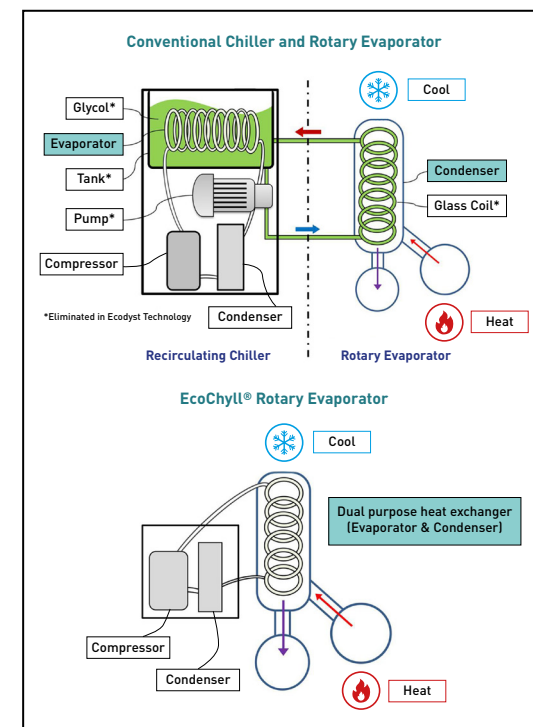 Conventional Chiller and Rotary Evaporator
Cool
Glycol*
Evaporator
Tank*
Pump*
Compressor
Condenser
Glass Coil*
*Eliminated in Ecodyst Technology
Condenser
Heat
Recirculating Chiller
Rotary Evaporator
EcoChyll® Rotary Evaporator
Cool
Dual purpose heat exchanger
(Evaporator & Condenser)
Compressor
Condenser
Heat